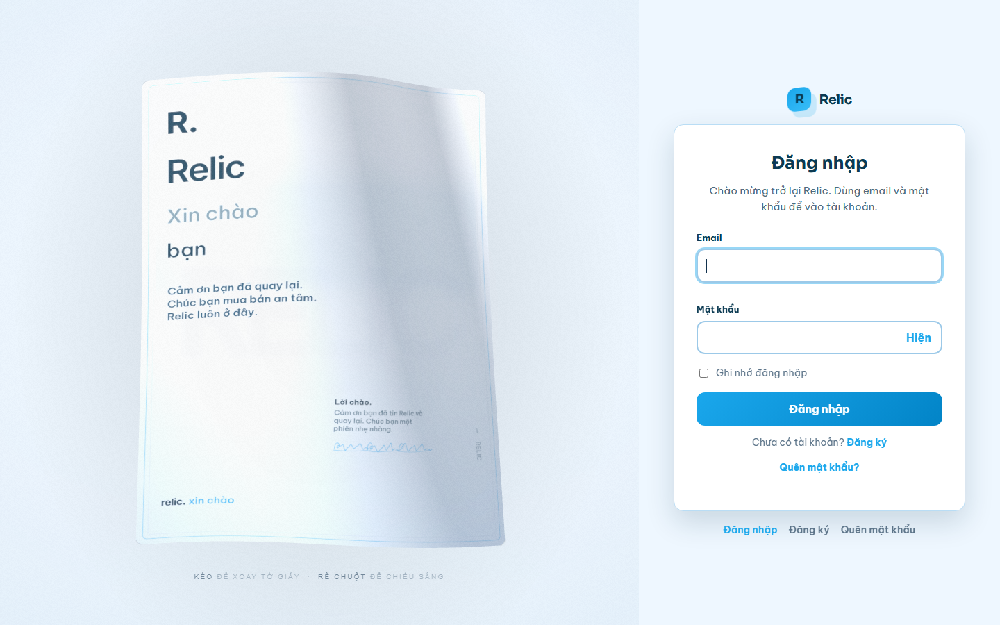 R.
Relic
Xin chào
bạn
Cảm ơn bạn đã quay lại.
Chúc bạn mua bán an tâm.
Relic luôn ở đây.
Lời chào.
Cảm ơn bạn đã tin Relic và
quay lại. Chúc bạn một
phiên nhẹ nhàng.
RELIC
relic. xin chào
KÉO ĐỂ XOAY TỜ GIẤY · RÊ CHUỘT ĐỂ CHIẾU SÁNG
R Relic
Đăng nhập
Chào mừng trở lại Relic. Dùng email và mật
khẩu để vào tài khoản.
Email
Mật khẩu
Hiện
Ghi nhớ đăng nhập
Đăng nhập
Chưa có tài khoản? Đăng ký
Quên mật khẩu?
Đăng nhập Đăng ký Quên mật khẩu